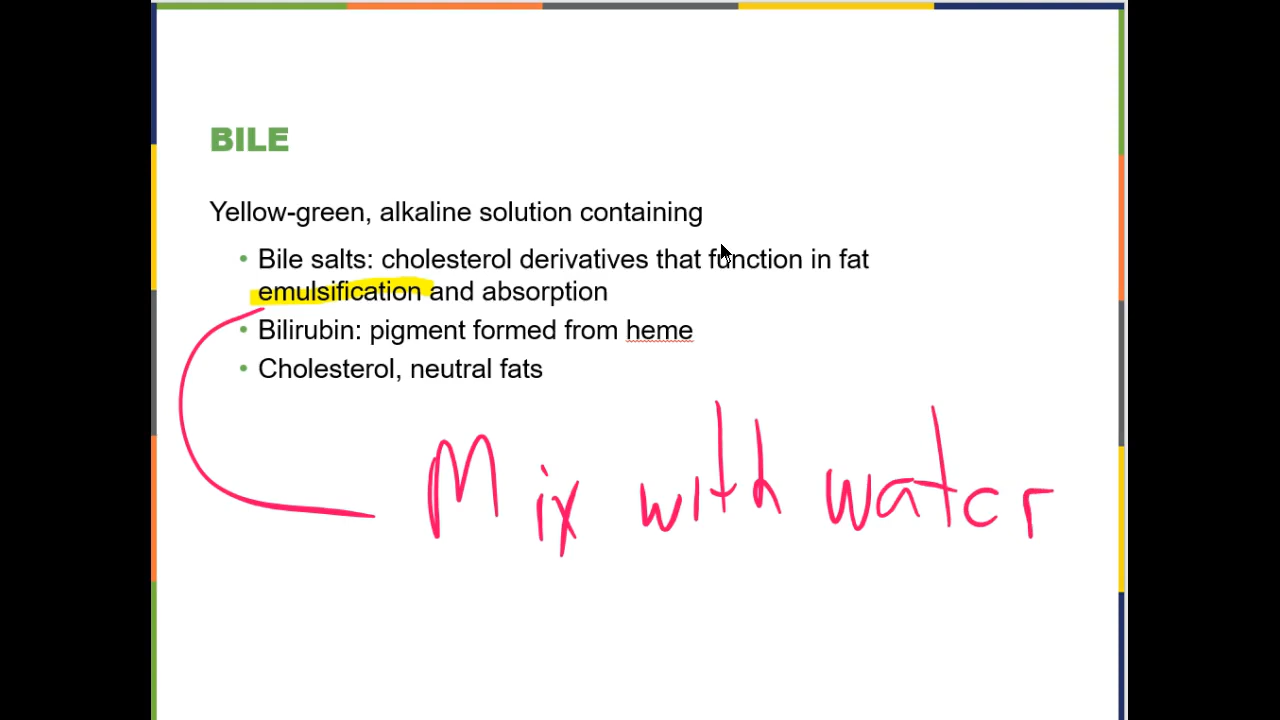 BILE
Yellow-green, alkaline solution containing
• Bile salts: cholesterol derivatives that function in fat
emulsification and absorption
• Bilirubin: pigment formed from heme
• Cholesterol, neutral fats
Mix with water